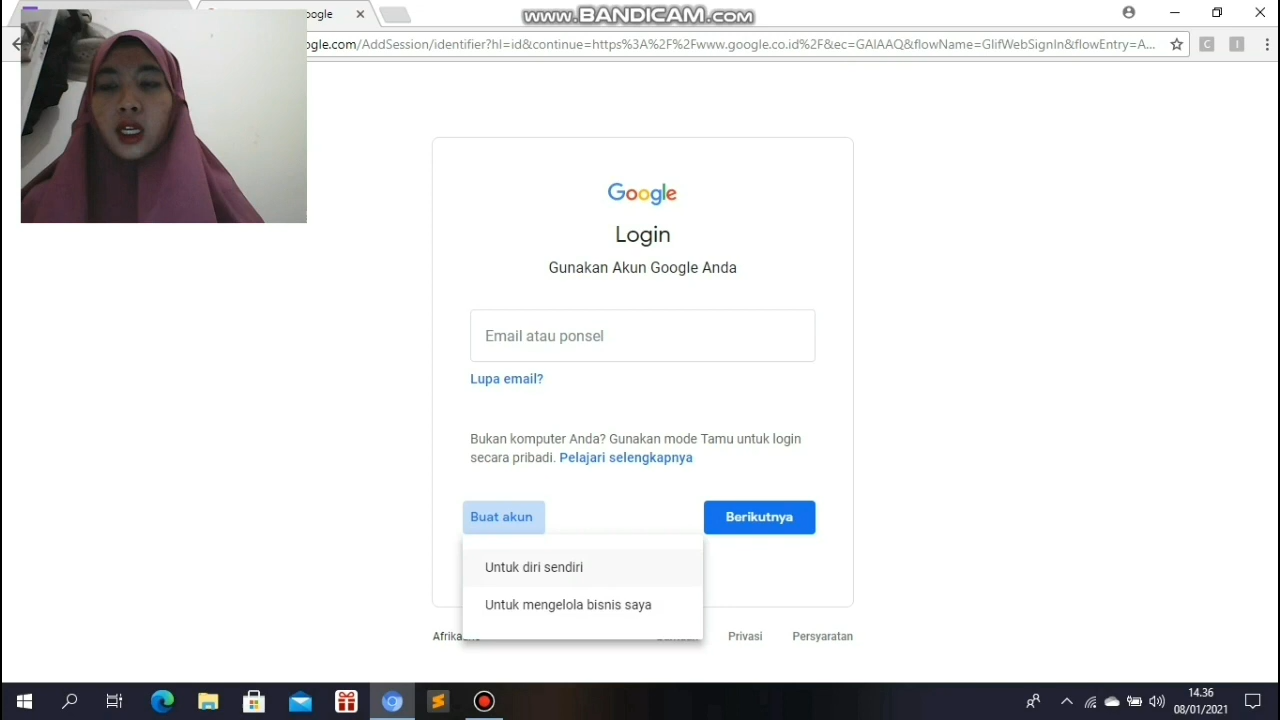 www.BANDICAM.com
ogle
ogle.com/AddSession/identifier?hl=id&continue=https%3A%2F%2Fwww.google.co.id%2F&ec=GAlAAQ&flowName=GlifWebSignIn&flowEntry=A...
C
I
Google
Login
Gunakan Akun Google Anda
Email atau ponsel
Lupa email?
Bukan komputer Anda? Gunakan mode Tamu untuk login
secara pribadi. Pelajari selengkapnya
Buat akun
Berikutnya
Untuk diri sendiri
Untuk mengelola bisnis saya
Privasi
Persyaratan
14.36
08/01/2021